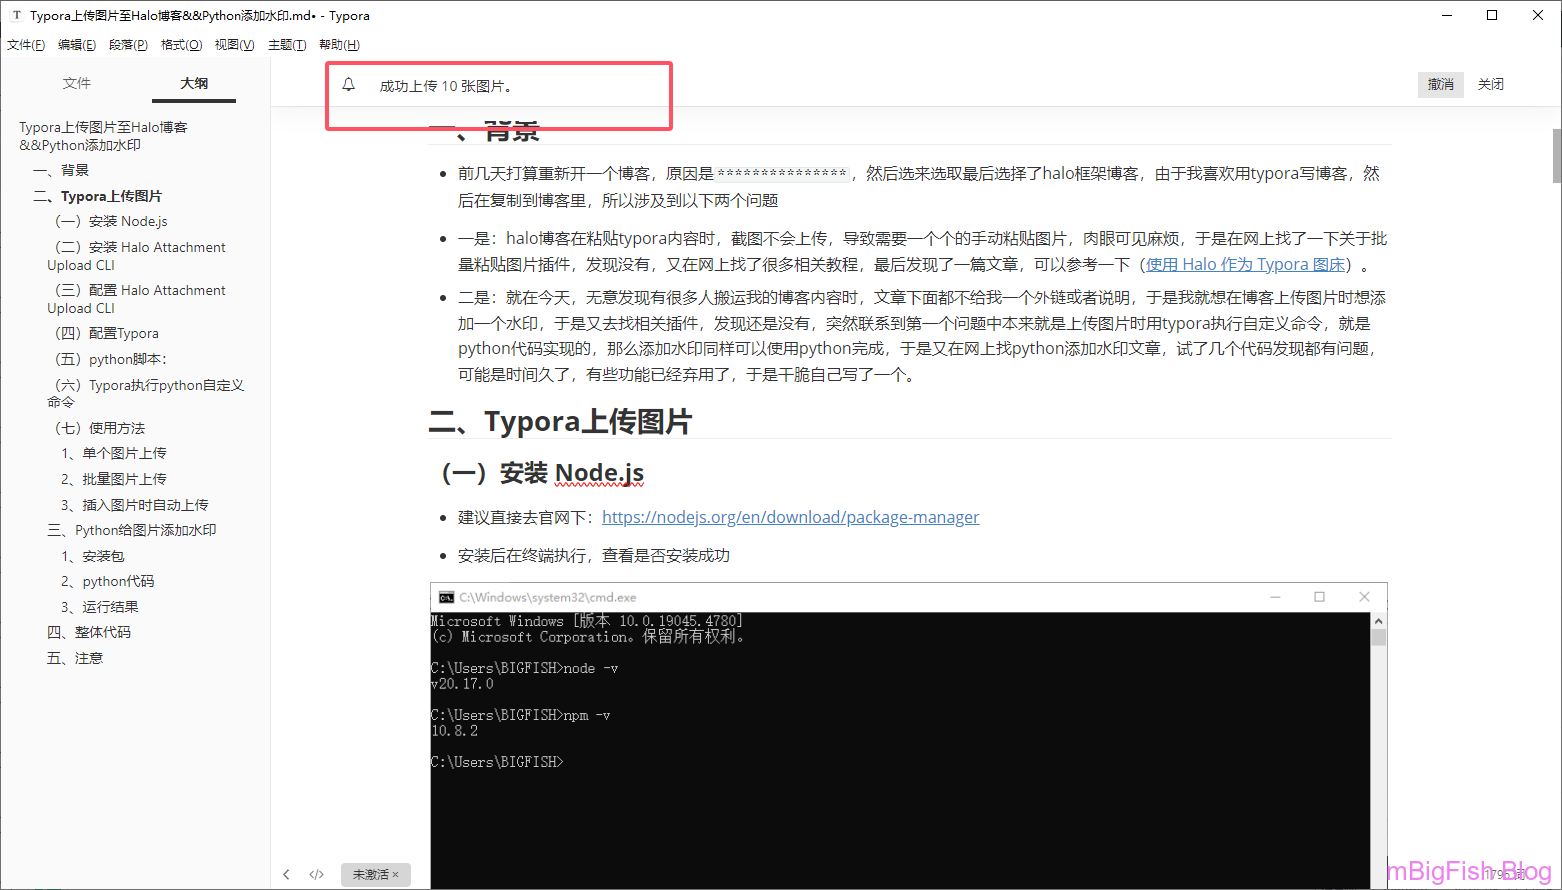 Typora上传图片至Halo博客&&Python添加水印.md• - Typora
文件(F) 编辑(E) 段落(P) 格式(O) 视图(V) 主题(T) 帮助(H)
文件 大纲
成功上传 10 张图片。
撤消 关闭
Typora上传图片至Halo博客
&&Python添加水印
一、背景
二、Typora上传图片
（一）安装 Node.js
（二）安装 Halo Attachment
Upload CLI
（三）配置 Halo Attachment
Upload CLI
（四）配置Typora
（五）python脚本：
（六）Typora执行python自定义
命令
（七）使用方法
1、单个图片上传
2、批量图片上传
3、插入图片时自动上传
三、Python给图片添加水印
1、安装包
2、python代码
3、运行结果
四、整体代码
五、注意
一、背景
前几天打算重新开一个博客，原因是***************，然后选来选取最后选择了halo框架博客，由于我喜欢用typora写博客，然
后在复制到博客里，所以涉及到以下两个问题
一是：halo博客在粘贴typora内容时，截图不会上传，导致需要一个个的手动粘贴图片，肉眼可见麻烦，于是在网上找了一下关于批
量粘贴图片插件，发现没有，又在网上找了很多相关教程，最后发现了一篇文章，可以参考一下（使用 Halo 作为 Typora 图床）。
二是：就在今天，无意发现有很多人搬运我的博客内容时，文章下面都不给我一个外链或者说明，于是我就想在博客上传图片时想添
加一个水印，于是又去找相关插件，发现还是没有，突然联系到第一个问题中本来就是上传图片时用typora执行自定义命令，就是
python代码实现的，那么添加水印同样可以使用python完成，于是又在网上找python添加水印文章，试了几个代码发现都有问题，
可能是时间久了，有些功能已经弃用了，于是干脆自己写了一个。
二、Typora上传图片
（一）安装 Node.js
建议直接去官网下：https://nodejs.org/en/download/package-manager
安装后在终端执行，查看是否安装成功
C:\Windows\system32\cmd.exe
Microsoft Windows [版本 10.0.19045.4780]
(c) Microsoft Corporation。保留所有权利。
C:\Users\BIGFISH>node -v
v20.17.0
C:\Users\BIGFISH>npm -v
10.8.2
C:\Users\BIGFISH>
未激活 ×
mBigFish Blog